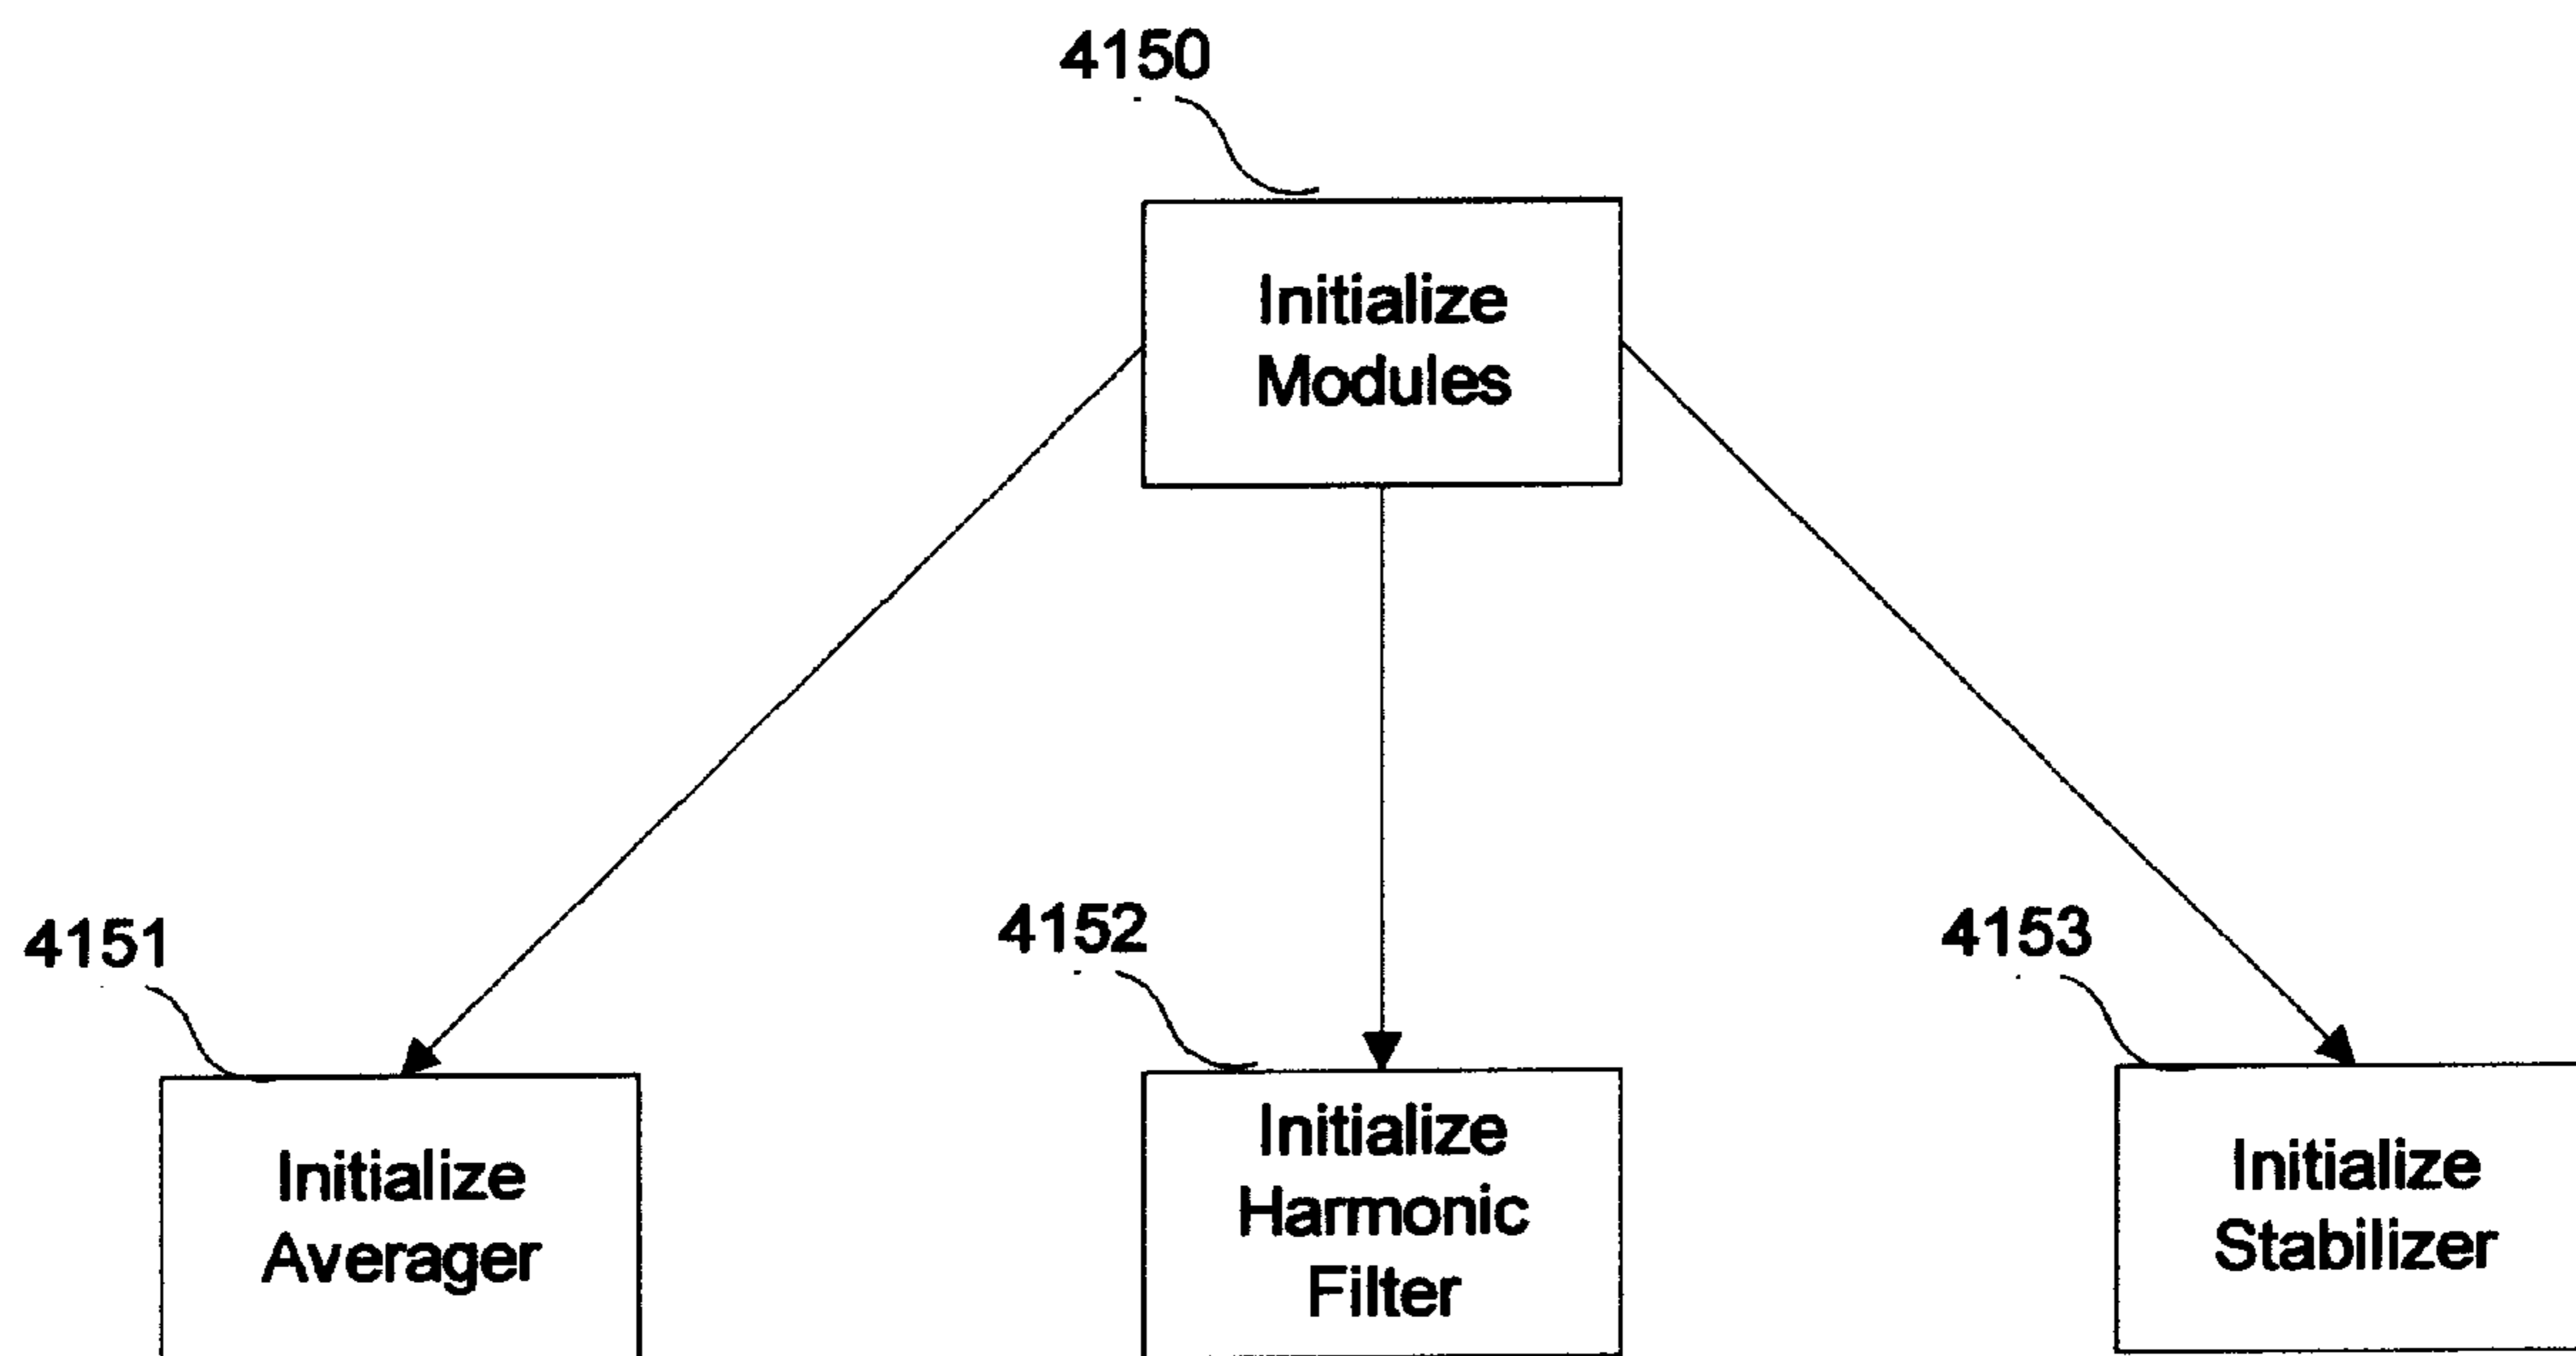 4150
Initialize
Modules
4151
4152
4153
Initialize
Averager
Initialize
Harmonic
Filter
Initialize
Stabilizer